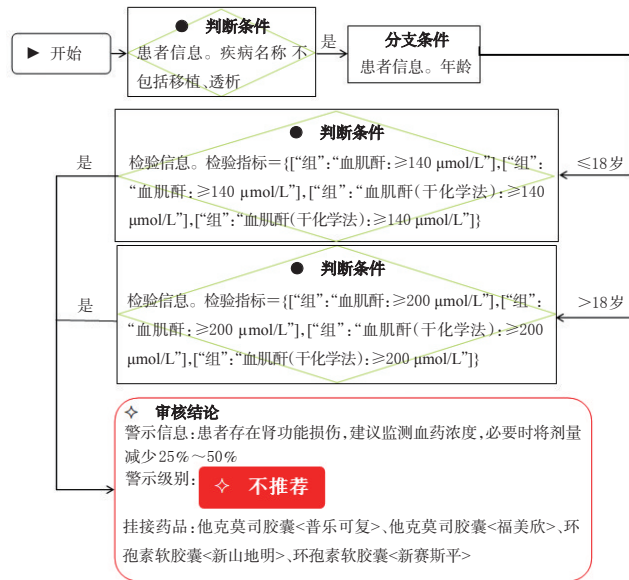 ▶ 开始
● 判断条件
患者信息。疾病名称 不
包括移植、透析
是
分支条件
患者信息。年龄
● 判断条件
是
检验信息。检验指标={[“组”:“血肌酐:≥140 μmol/L”],[“组”:
“血肌酐:≥140 μmol/L”],[“组”:“血肌酐(干化学法):≥140
μmol/L”],[“组”:“血肌酐(干化学法):≥140 μmol/L”]}
≤18岁
● 判断条件
是
检验信息。检验指标={[“组”:“血肌酐:≥200 μmol/L”],[“组”:
“血肌酐:≥200 μmol/L”],[“组”:“血肌酐(干化学法):≥200
μmol/L”],[“组”:“血肌酐(干化学法):≥200 μmol/L”]}
>18岁
✧ 审核结论
警示信息:患者存在肾功能损伤,建议监测血药浓度,必要时将剂量
减少25%～50%
警示级别: ✧ 不推荐
挂接药品:他克莫司胶囊<普乐可复>、他克莫司胶囊<福美欣>、环
孢素软胶囊<新山地明>、环孢素软胶囊<新赛斯平>